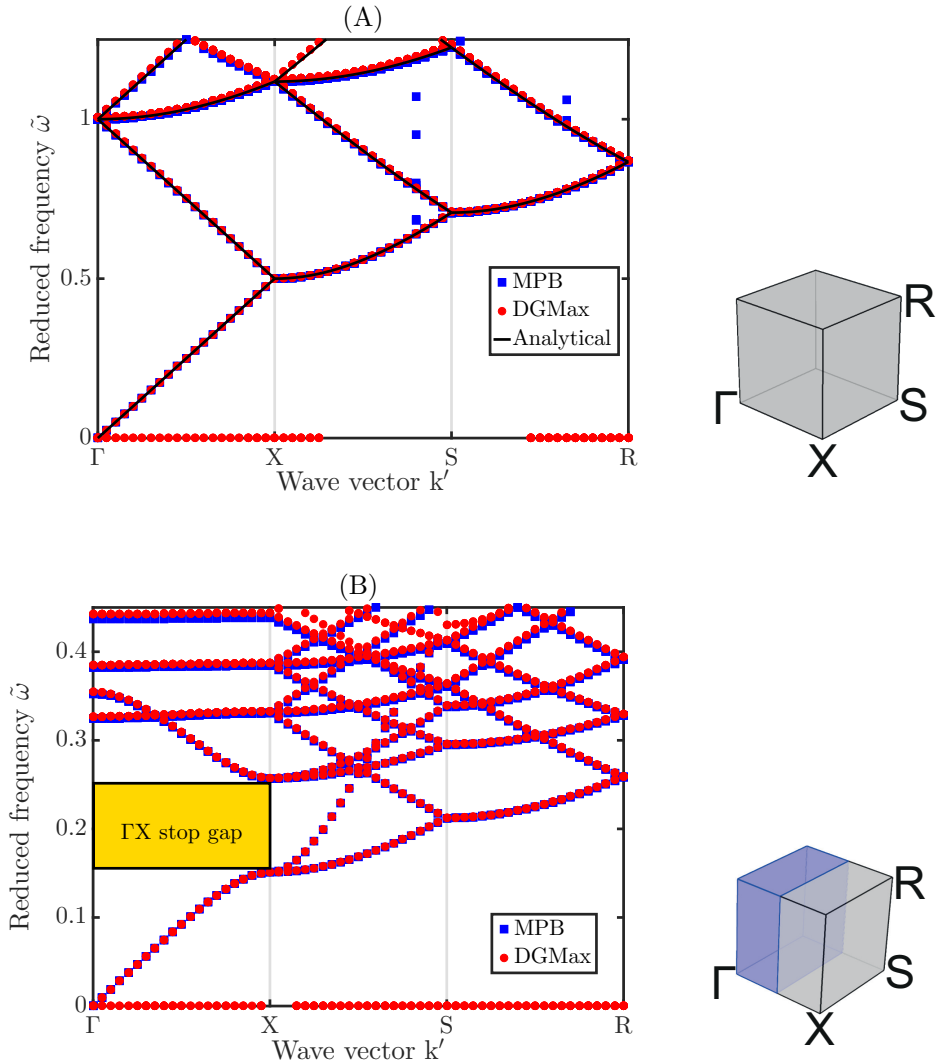 (A)
Reduced frequency ω̃
1
0.5
0
MPB
DGMax
Analytical
Γ
X
S
R
Wave vector k′
R
Γ
S
X
(B)
Reduced frequency ω̃
0.4
0.3
0.2
0.1
0
ΓX stop gap
MPB
DGMax
Γ
X
S
R
Wave vector k′
R
Γ
S
X